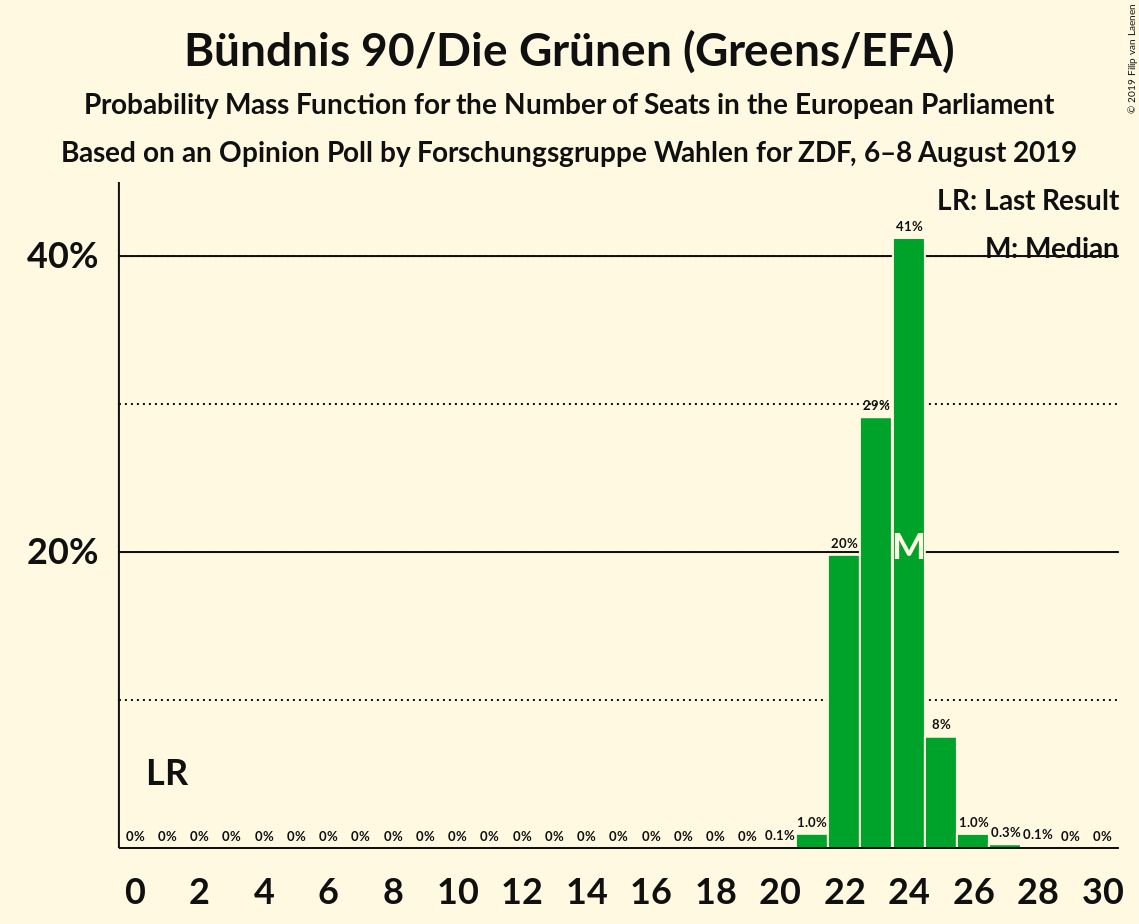 Bündnis 90/Die Grünen (Greens/EFA)
Probability Mass Function for the Number of Seats in the European Parliament
Based on an Opinion Poll by Forschungsgruppe Wahlen for ZDF, 6–8 August 2019
© 2019 Filip van Laenen
LR: Last Result
M: Median
40%
20%
41%
29%
20%
M
8%
LR
0% 0% 0% 0% 0% 0% 0% 0% 0% 0% 0% 0% 0% 0% 0% 0% 0% 0% 0% 0% 0.1% 1.0% 1.0% 0.3% 0.1% 0% 0%
0 2 4 6 8 10 12 14 16 18 20 22 24 26 28 30